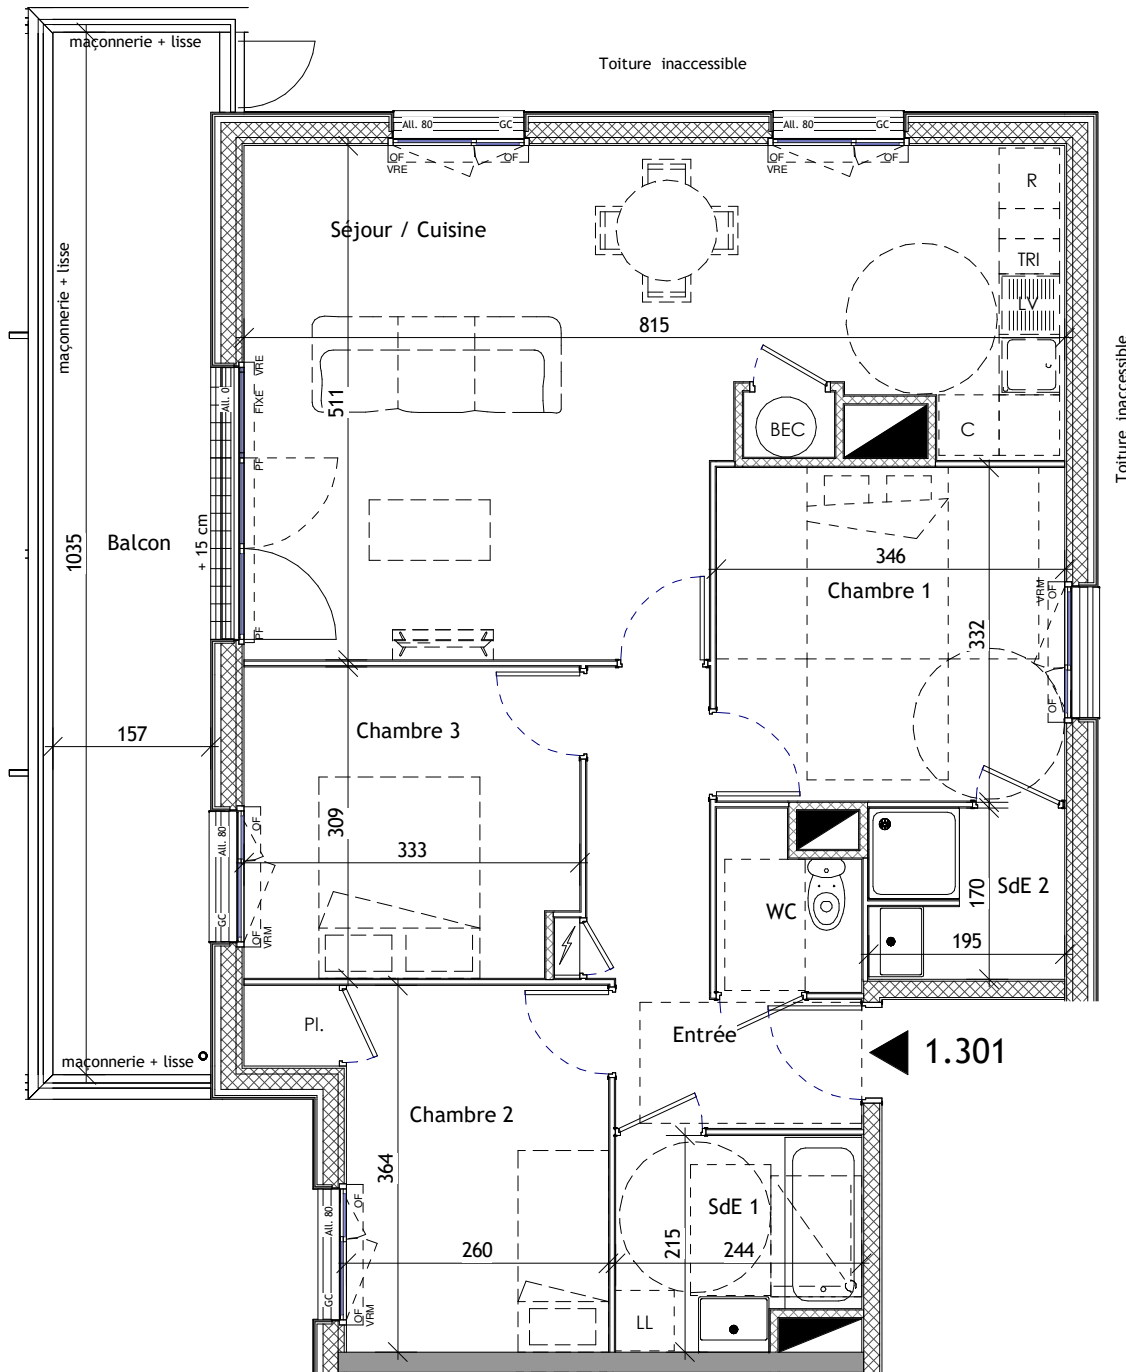 maçonnerie + lisse
Toiture inaccessible
All. 80
GC
All. 80
GC
OF
VRE
OF
OF
VRE
OF
R
Séjour / Cuisine
TRI
LV
maçonnerie + lisse
815
Toiture inaccessible
VRE
FIXE
All. 0
511
BEC
C
PF
+ 15 cm
Balcon
1035
346
Chambre 1
VRM
OF
332
PF
OF
157
Chambre 3
309
All. 80
OF
333
SdE 2
170
WC
GC
OF
VRM
195
Pl.
Entrée
1.301
maçonnerie + lisse
Chambre 2
364
All. 80
OF
SdE 1
215
260
244
GC
OF
VRM
LL